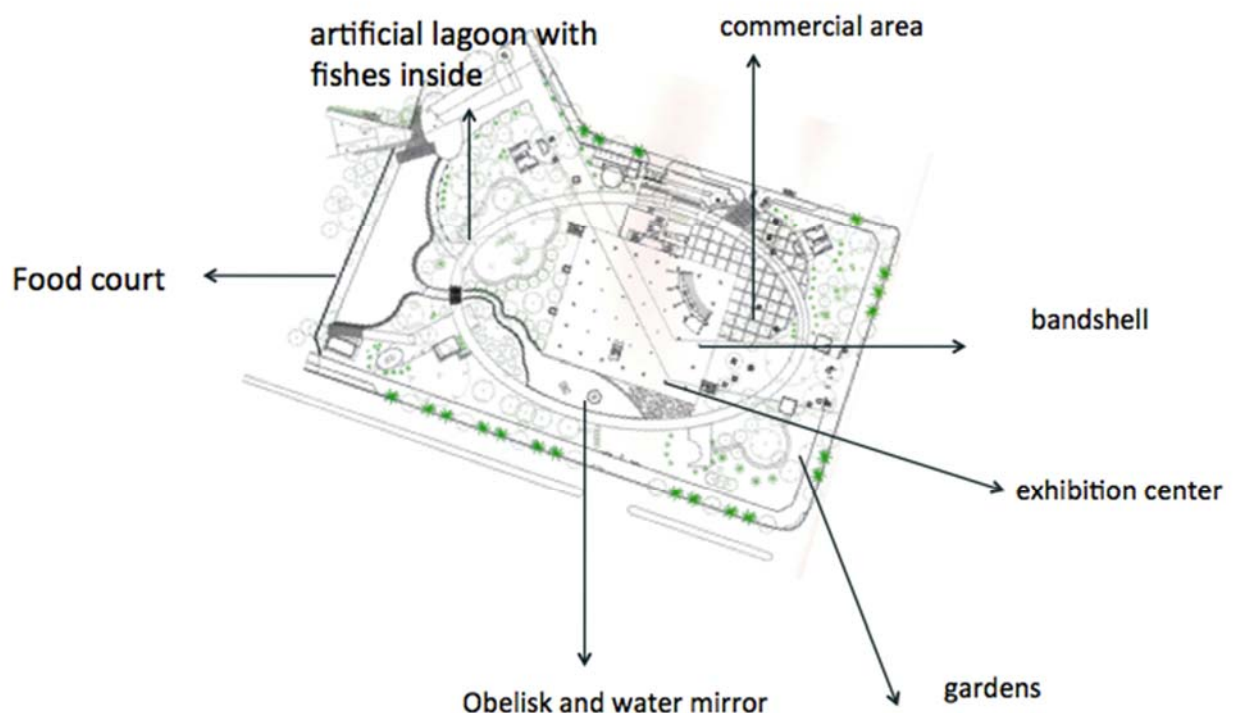 artificial lagoon with
fishes inside
commercial area
Food court
bandshell
exhibition center
gardens
Obelisk and water mirror